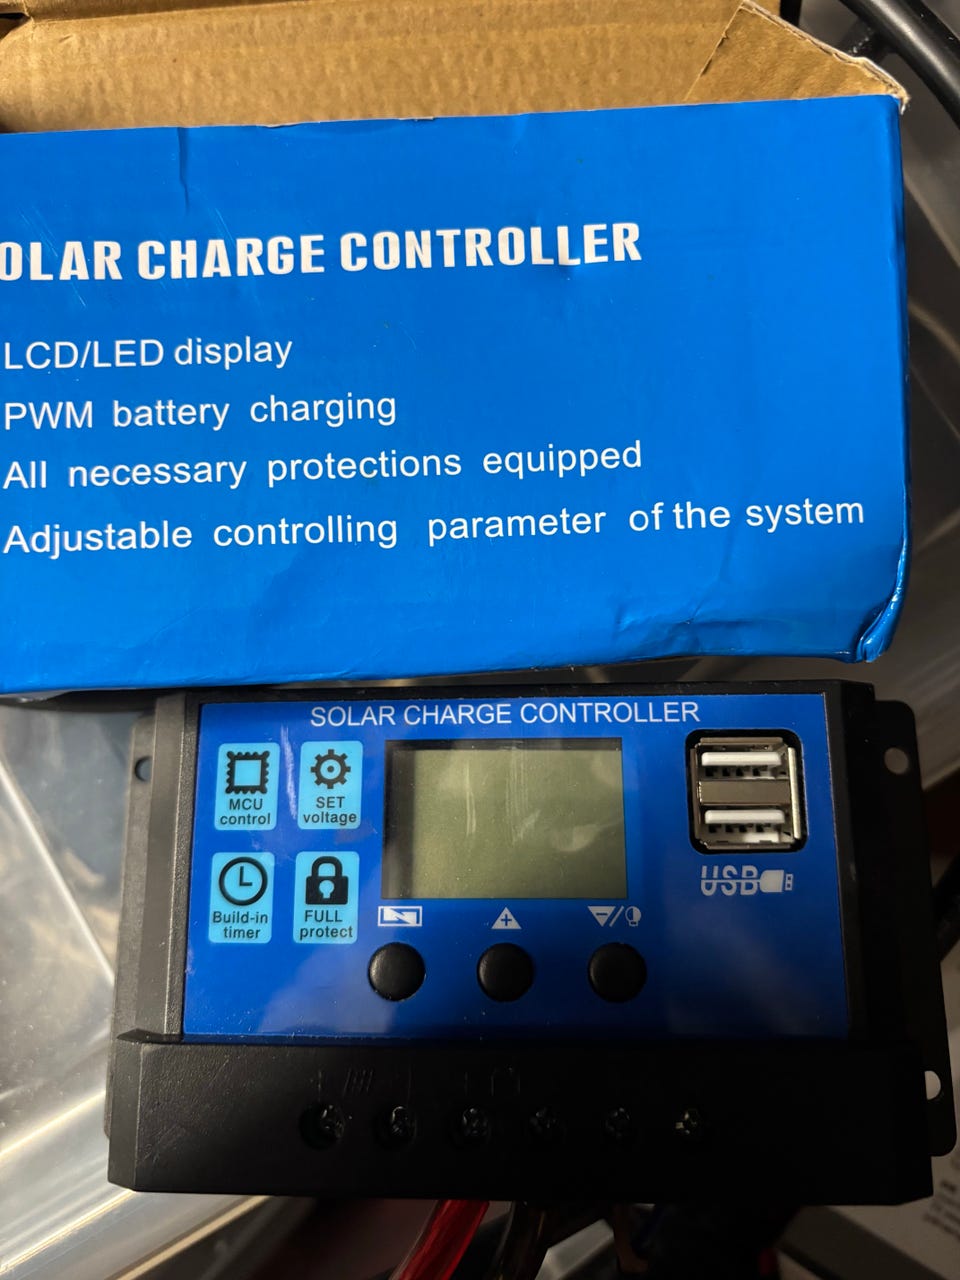 OLAR CHARGE CONTROLLER
LCD/LED display
PWM battery charging
All necessary protections equipped
Adjustable controlling parameter of the system
SOLAR CHARGE CONTROLLER
MCU control
SET voltage
Build-in timer
FULL protect
USB